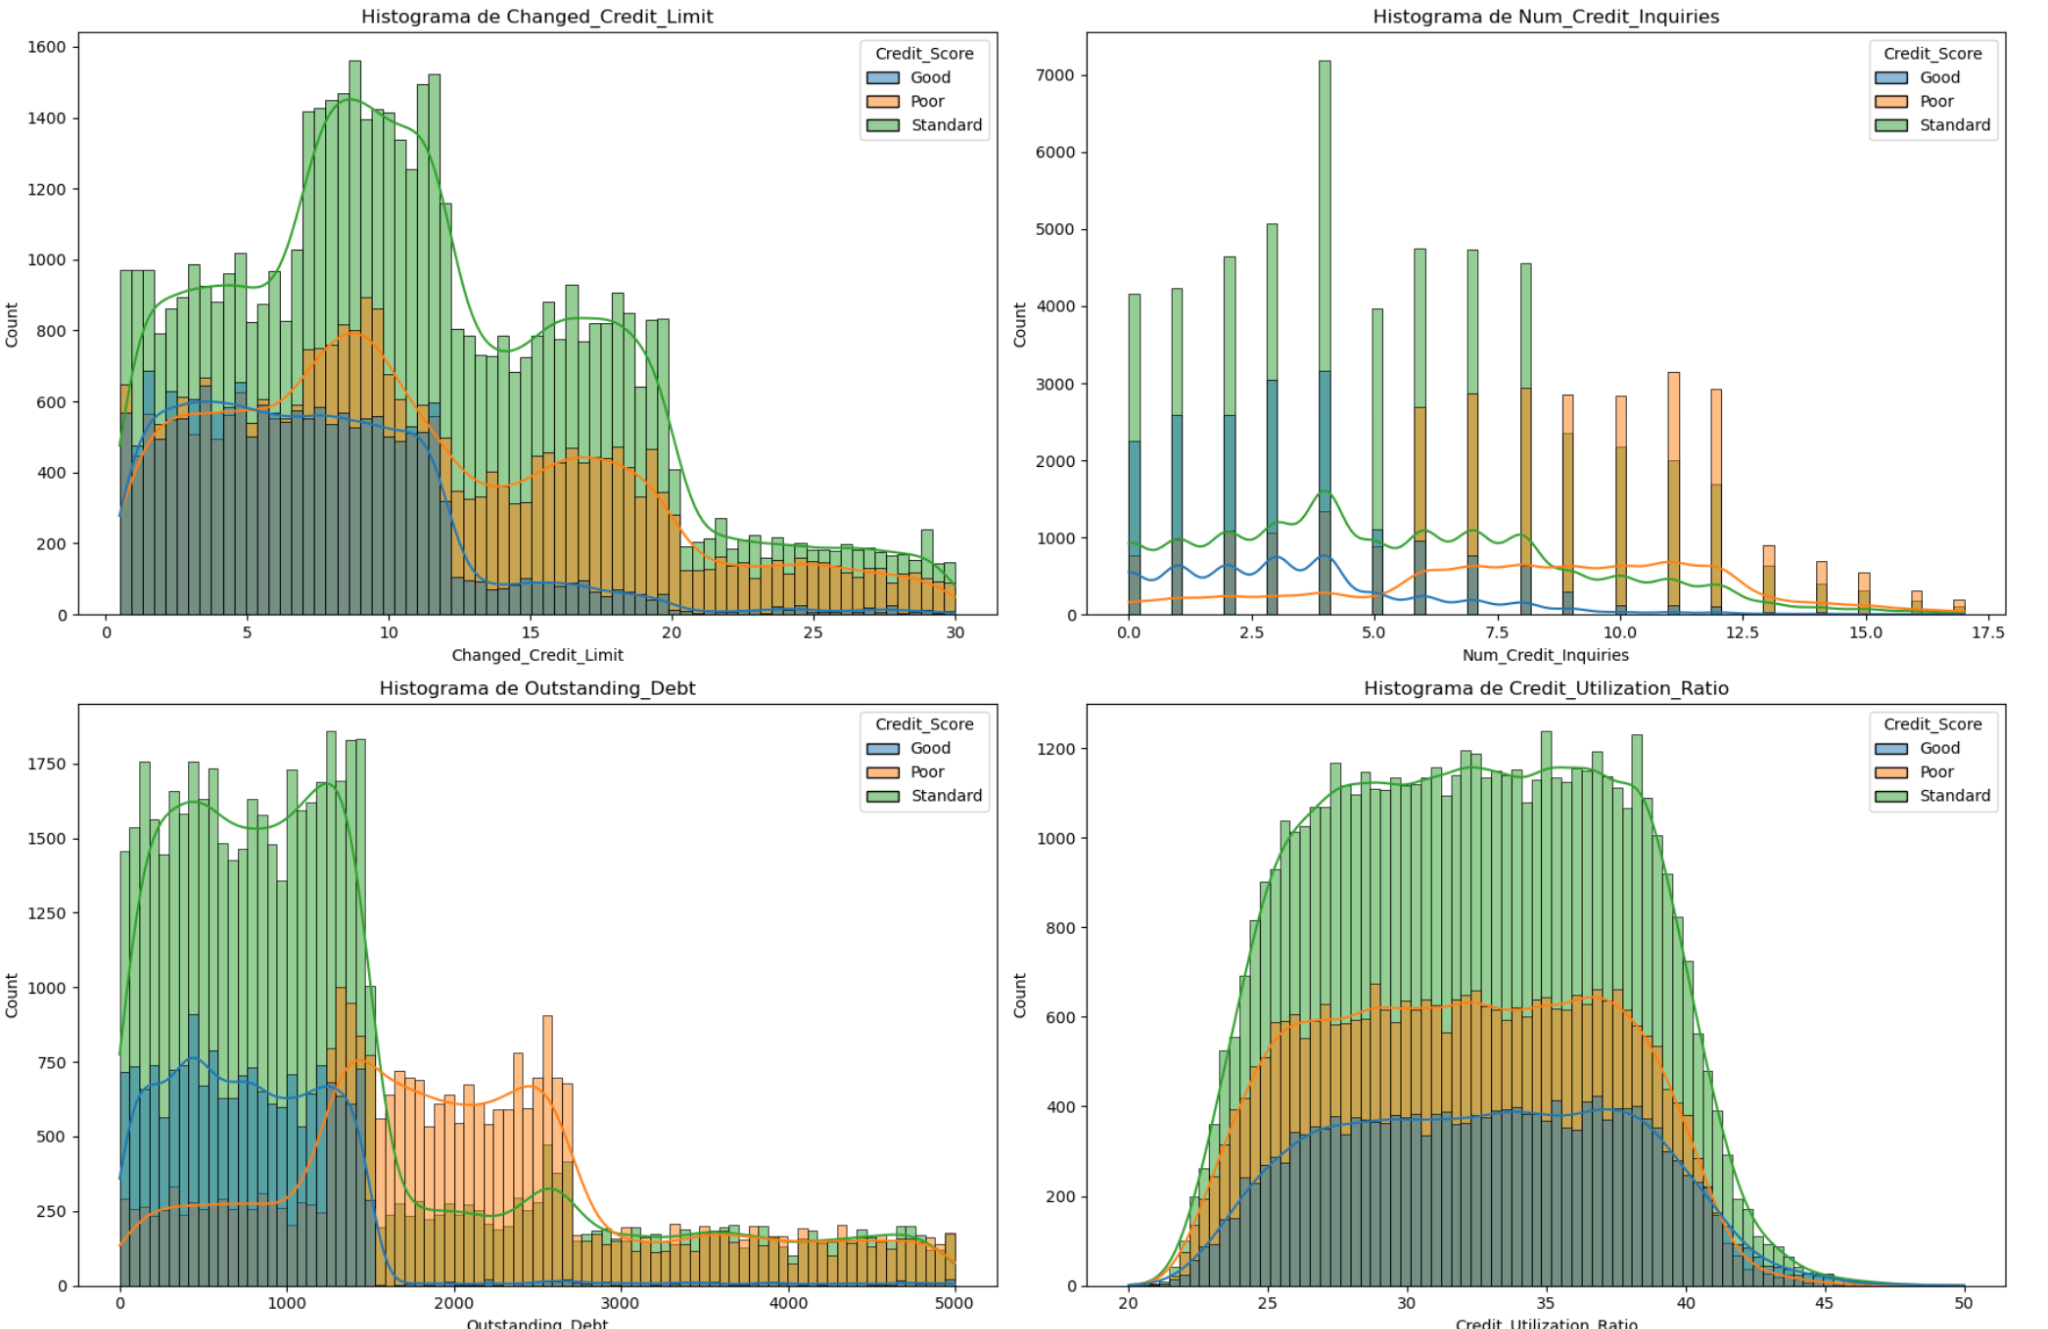 Histograma de Changed_Credit_Limit
Credit_Score
Good
Poor
Standard
1600
1400
1200
1000
800
600
400
200
0
Count
0 5 10 15 20 25 30
Changed_Credit_Limit
Histograma de Num_Credit_Inquiries
Credit_Score
Good
Poor
Standard
7000
6000
5000
4000
3000
2000
1000
0
Count
0.0 2.5 5.0 7.5 10.0 12.5 15.0 17.5
Num_Credit_Inquiries
Histograma de Outstanding_Debt
Credit_Score
Good
Poor
Standard
1750
1500
1250
1000
750
500
250
0
Count
0 1000 2000 3000 4000 5000
Outstanding_Debt
Histograma de Credit_Utilization_Ratio
Credit_Score
Good
Poor
Standard
1200
1000
800
600
400
200
0
Count
20 25 30 35 40 45 50
Credit_Utilization_Ratio